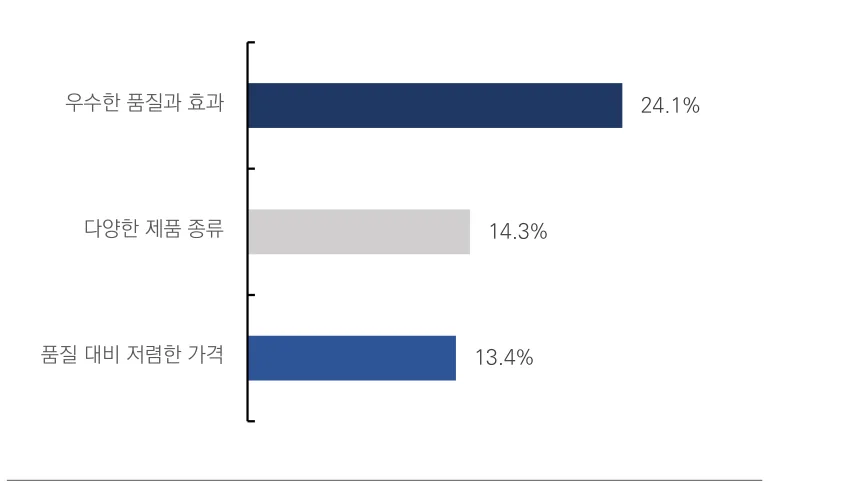 우수한 품질과 효과
24.1%
다양한 제품 종류
14.3%
품질 대비 저렴한 가격
13.4%